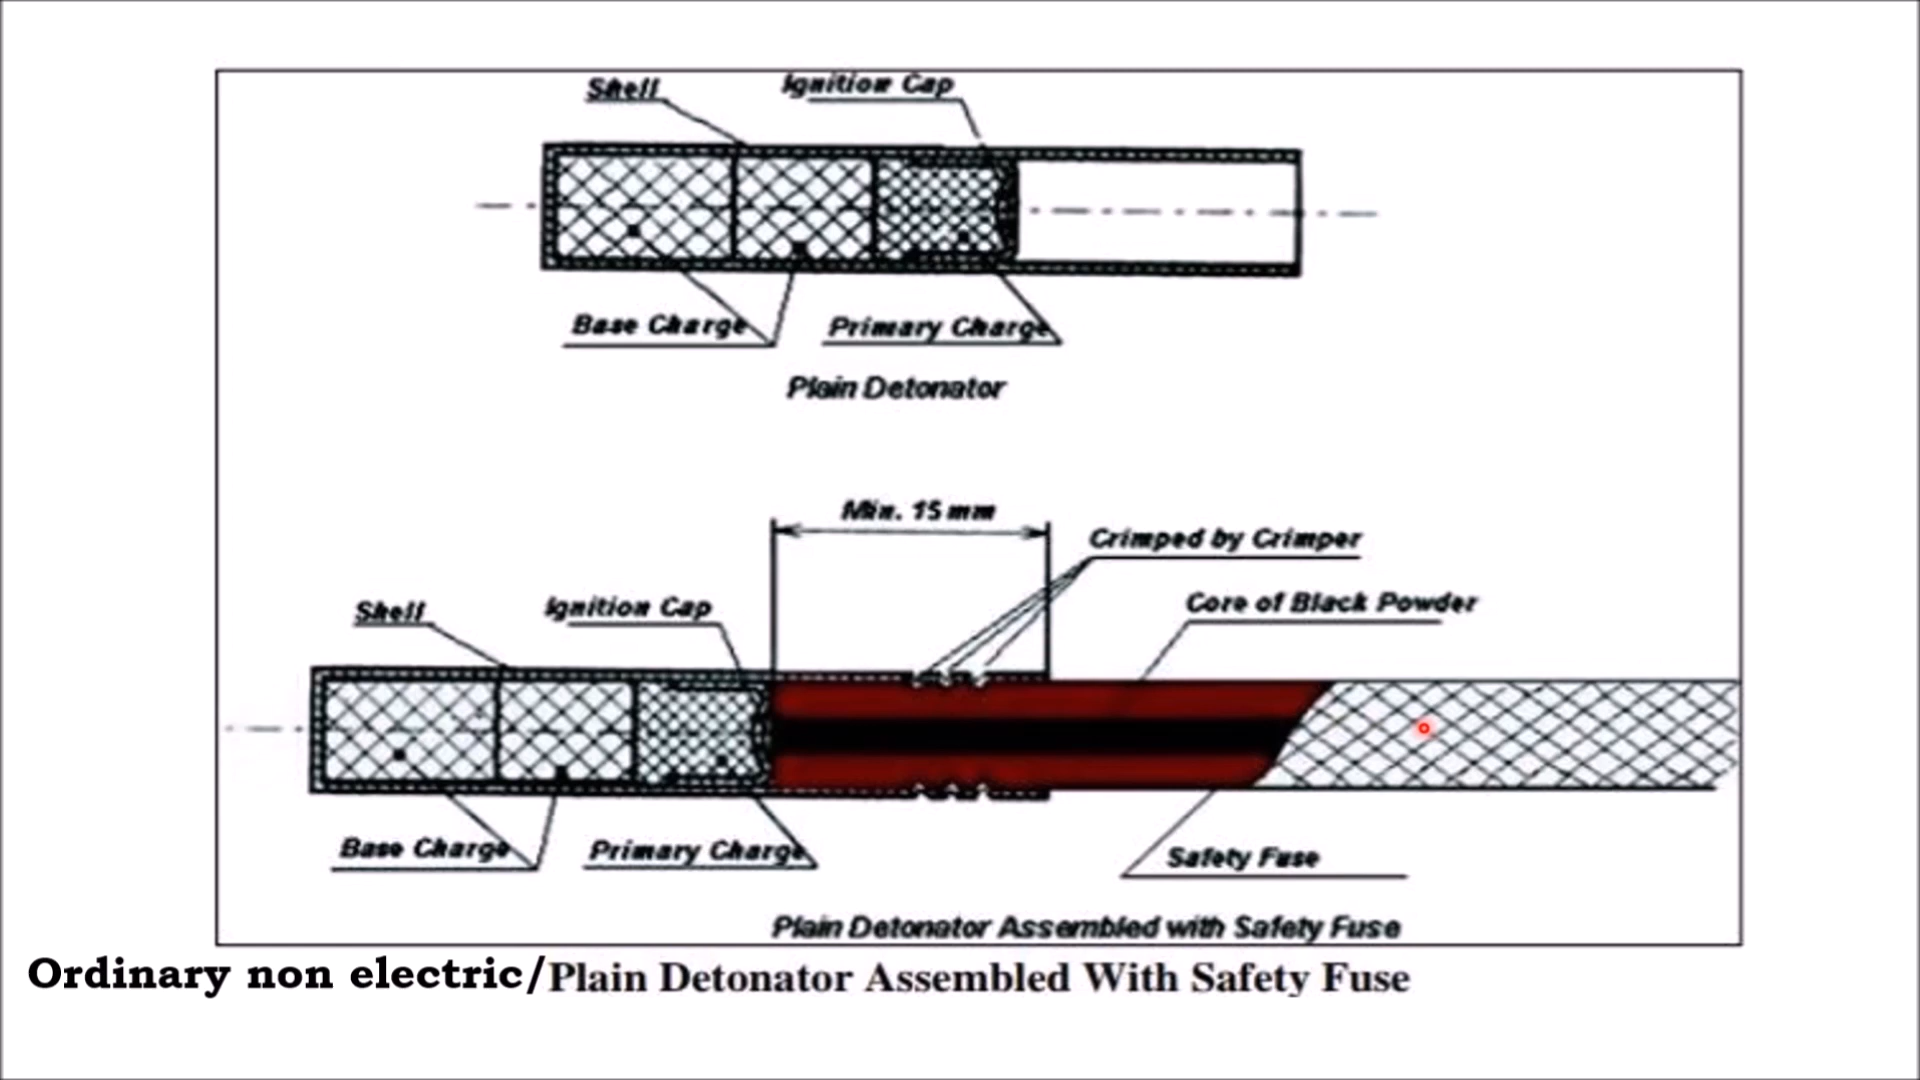 Shell
Ignition Cap
Base Charge
Primary Charge
Plain Detonator
Min. 15 mm
Crimped by Crimper
Core of Black Powder
Shell
Ignition Cap
Base Charge
Primary Charge
Safety Fuse
Plain Detonator Assembled with Safety Fuse
Ordinary non electric/Plain Detonator Assembled With Safety Fuse